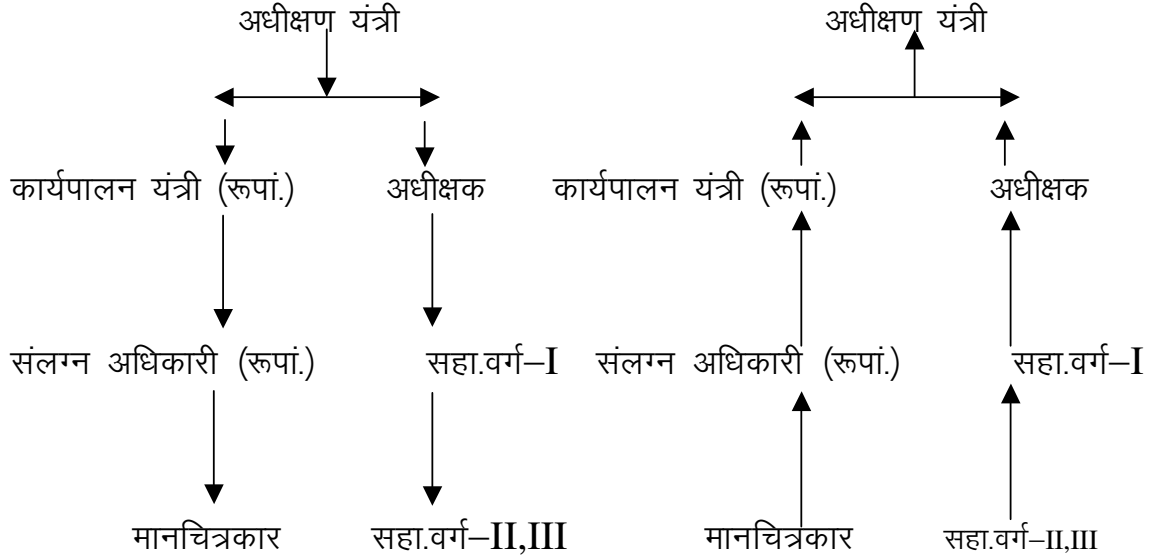 अधीक्षण यंत्री अधीक्षण यंत्री
कार्यपालन यंत्री (रूपां.) अधीक्षक कार्यपालन यंत्री (रूपां.) अधीक्षक
संलग्न अधिकारी (रूपां.) सहा.वर्ग–I संलग्न अधिकारी (रूपां.) सहा.वर्ग–I
मानचित्रकार सहा.वर्ग–II,III मानचित्रकार सहा.वर्ग–II,III